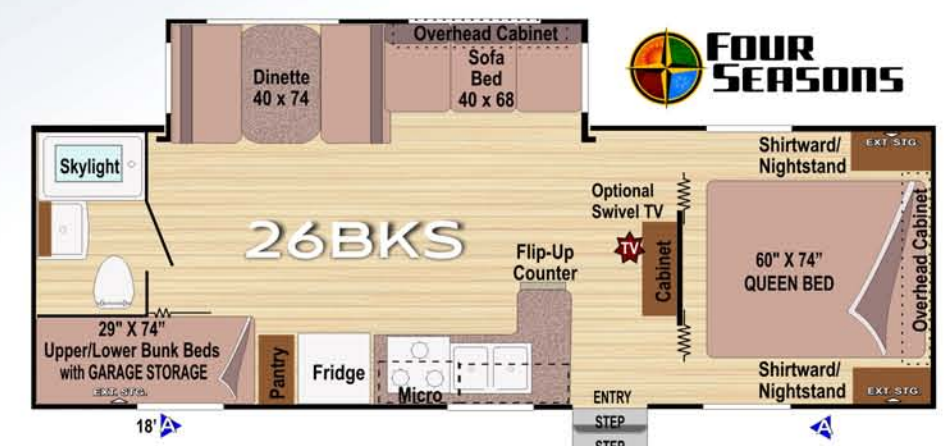 Overhead Cabinet
Dinette
40 x 74
Sofa
Bed
40 x 68
FOUR
SEASONS
Skylight
Shirtward/
Nightstand
EXT. STG.
Optional
Swivel TV
TV
Cabinet
26BKS
Flip-Up
Counter
60" X 74"
QUEEN BED
Overhead Cabinet
29" X 74"
Upper/Lower Bunk Beds
with GARAGE STORAGE
EXT. STG.
Pantry
Fridge
Micro
Shirtward/
Nightstand
EXT. STG.
ENTRY
STEP
STEP
18' A
A